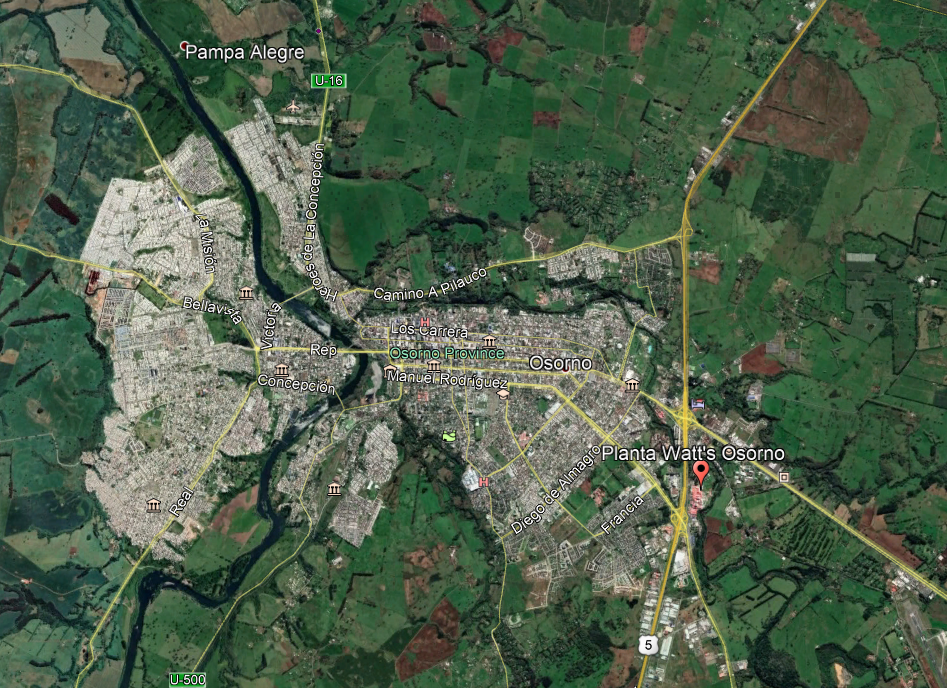 Pampa Alegre
U-16
Héroes de La Concepción
La Misión
Camino A Pilauco
Bellavista
Victoria
Los Carrera
Rep
Osorno Province
Osorno
Concepción
Manuel Rodríguez
Planta Watt's Osorno
Diego de Almagro
Francia
Real
5
U-500